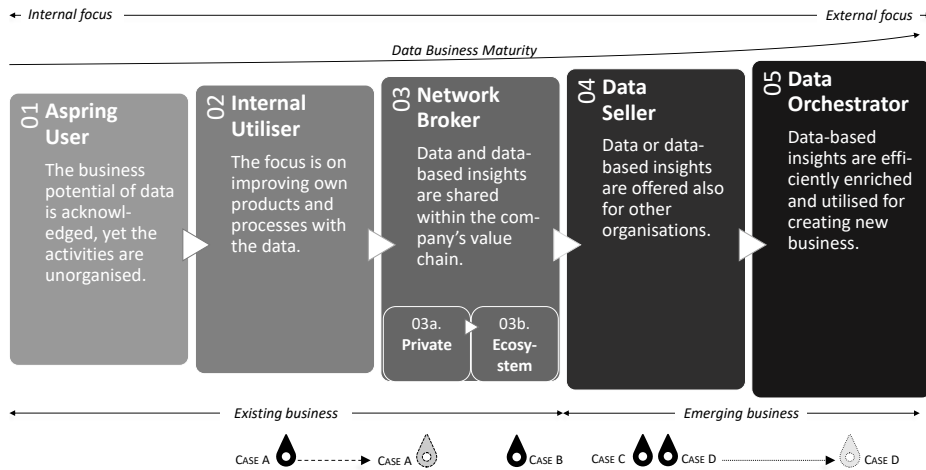 Internal focus
External focus
Data Business Maturity
01
Aspring
User
The business
potential of data
is acknowl-
edged, yet the
activities are
unorganised.
02
Internal
Utiliser
The focus is on
improving own
products and
processes with
the data.
03
Network
Broker
Data and data-
based insights
are shared
within the com-
pany's value
chain.
03a.
Private
03b.
Ecosy-
stem
04
Data
Seller
Data or data-
based insights
are offered also
for other
organisations.
05
Data
Orchestrator
Data-based
insights are effi-
ciently enriched
and utilised for
creating new
business.
Existing business
Emerging business
CASE A
CASE A
CASE B
CASE C
CASE D
CASE D